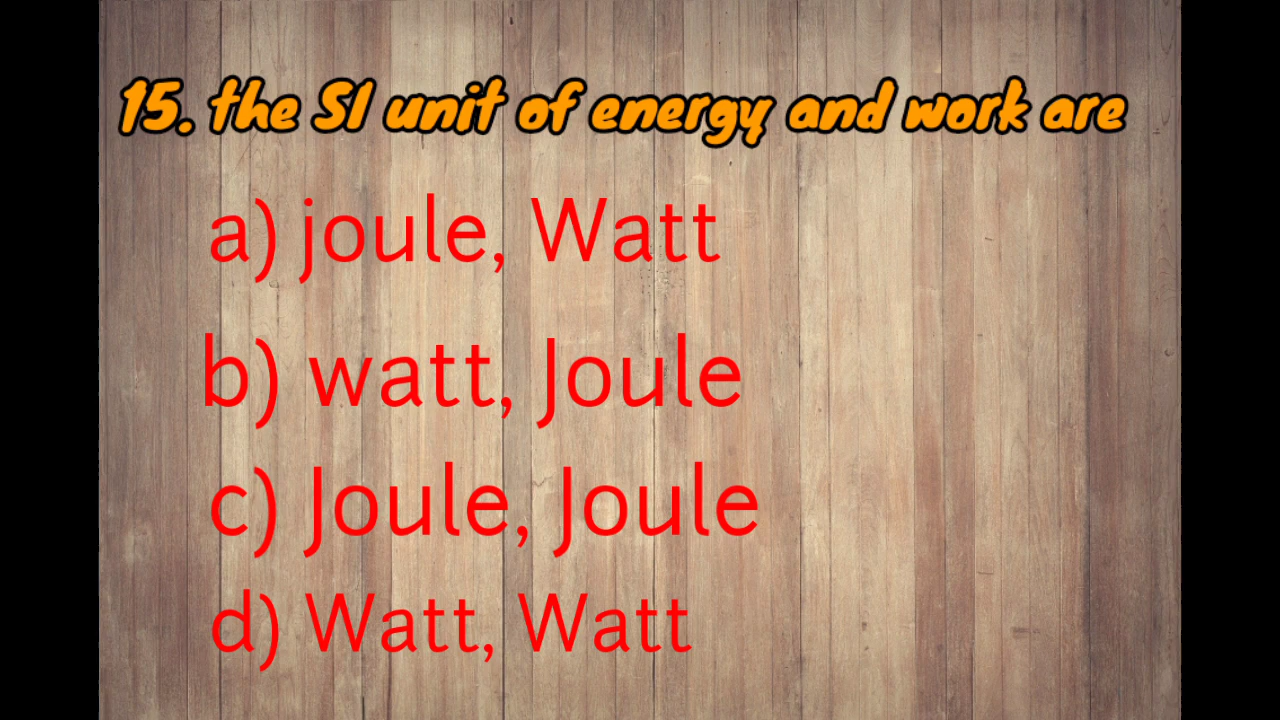 15. the SI unit of energy and work are
a) joule, Watt
b) watt, Joule
c) Joule, Joule
d) Watt, Watt